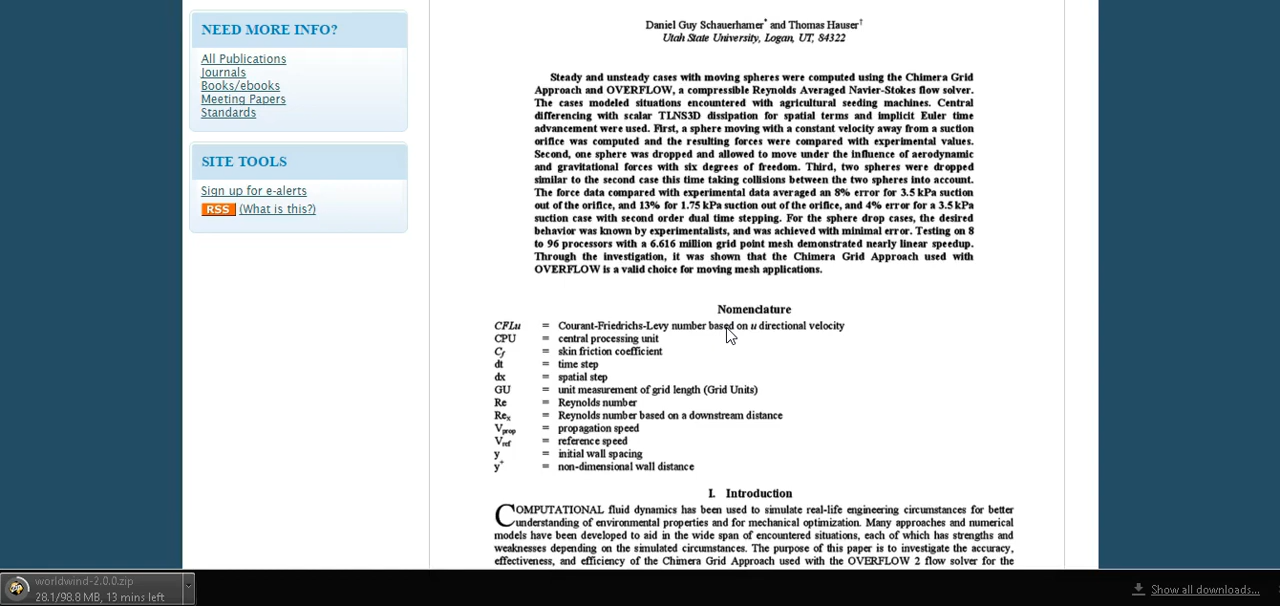 NEED MORE INFO?
All Publications
Journals
Books/ebooks
Meeting Papers
Standards
SITE TOOLS
Sign up for e-alerts
RSS (What is this?)
Daniel Guy Schauerhamer* and Thomas Hauser†
Utah State University, Logan, UT, 84322
Steady and unsteady cases with moving spheres were computed using the Chimera Grid
Approach and OVERFLOW, a compressible Reynolds Averaged Navier-Stokes flow solver.
The cases modeled situations encountered with agricultural seeding machines. Central
differencing with scalar TLNS3D dissipation for spatial terms and implicit Euler time
advancement were used. First, a sphere moving with a constant velocity away from a suction
orifice was computed and the resulting forces were compared with experimental values.
Second, one sphere was dropped and allowed to move under the influence of aerodynamic
and gravitational forces with six degrees of freedom. Third, two spheres were dropped
similar to the second case this time taking collisions between the two spheres into account.
The force data compared with experimental data averaged an 8% error for 3.5 kPa suction
out of the orifice, and 13% for 1.75 kPa suction out of the orifice, and 4% error for a 3.5 kPa
suction case with second order dual time stepping. For the sphere drop cases, the desired
behavior was known by experimentalists, and was achieved with minimal error. Testing on 8
to 96 processors with a 6.616 million grid point mesh demonstrated nearly linear speedup.
Through the investigation, it was shown that the Chimera Grid Approach used with
OVERFLOW is a valid choice for moving mesh applications.
Nomenclature
CFLu = Courant-Friedrichs-Levy number based on u directional velocity
CPU = central processing unit
Cf = skin friction coefficient
dt = time step
dx = spatial step
GU = unit measurement of grid length (Grid Units)
Re = Reynolds number
Rex = Reynolds number based on a downstream distance
Vprop = propagation speed
Vref = reference speed
y = initial wall spacing
y+ = non-dimensional wall distance
I. Introduction
COMPUTATIONAL fluid dynamics has been used to simulate real-life engineering circumstances for better
understanding of environmental properties and for mechanical optimization. Many approaches and numerical
models have been developed to aid in the wide span of encountered situations, each of which has strengths and
weaknesses depending on the simulated circumstances. The purpose of this paper is to investigate the accuracy,
effectiveness, and efficiency of the Chimera Grid Approach used with the OVERFLOW 2 flow solver for the
worldwind-2.0.0.zip
28.1/98.8 MB, 13 mins left
Show all downloads...